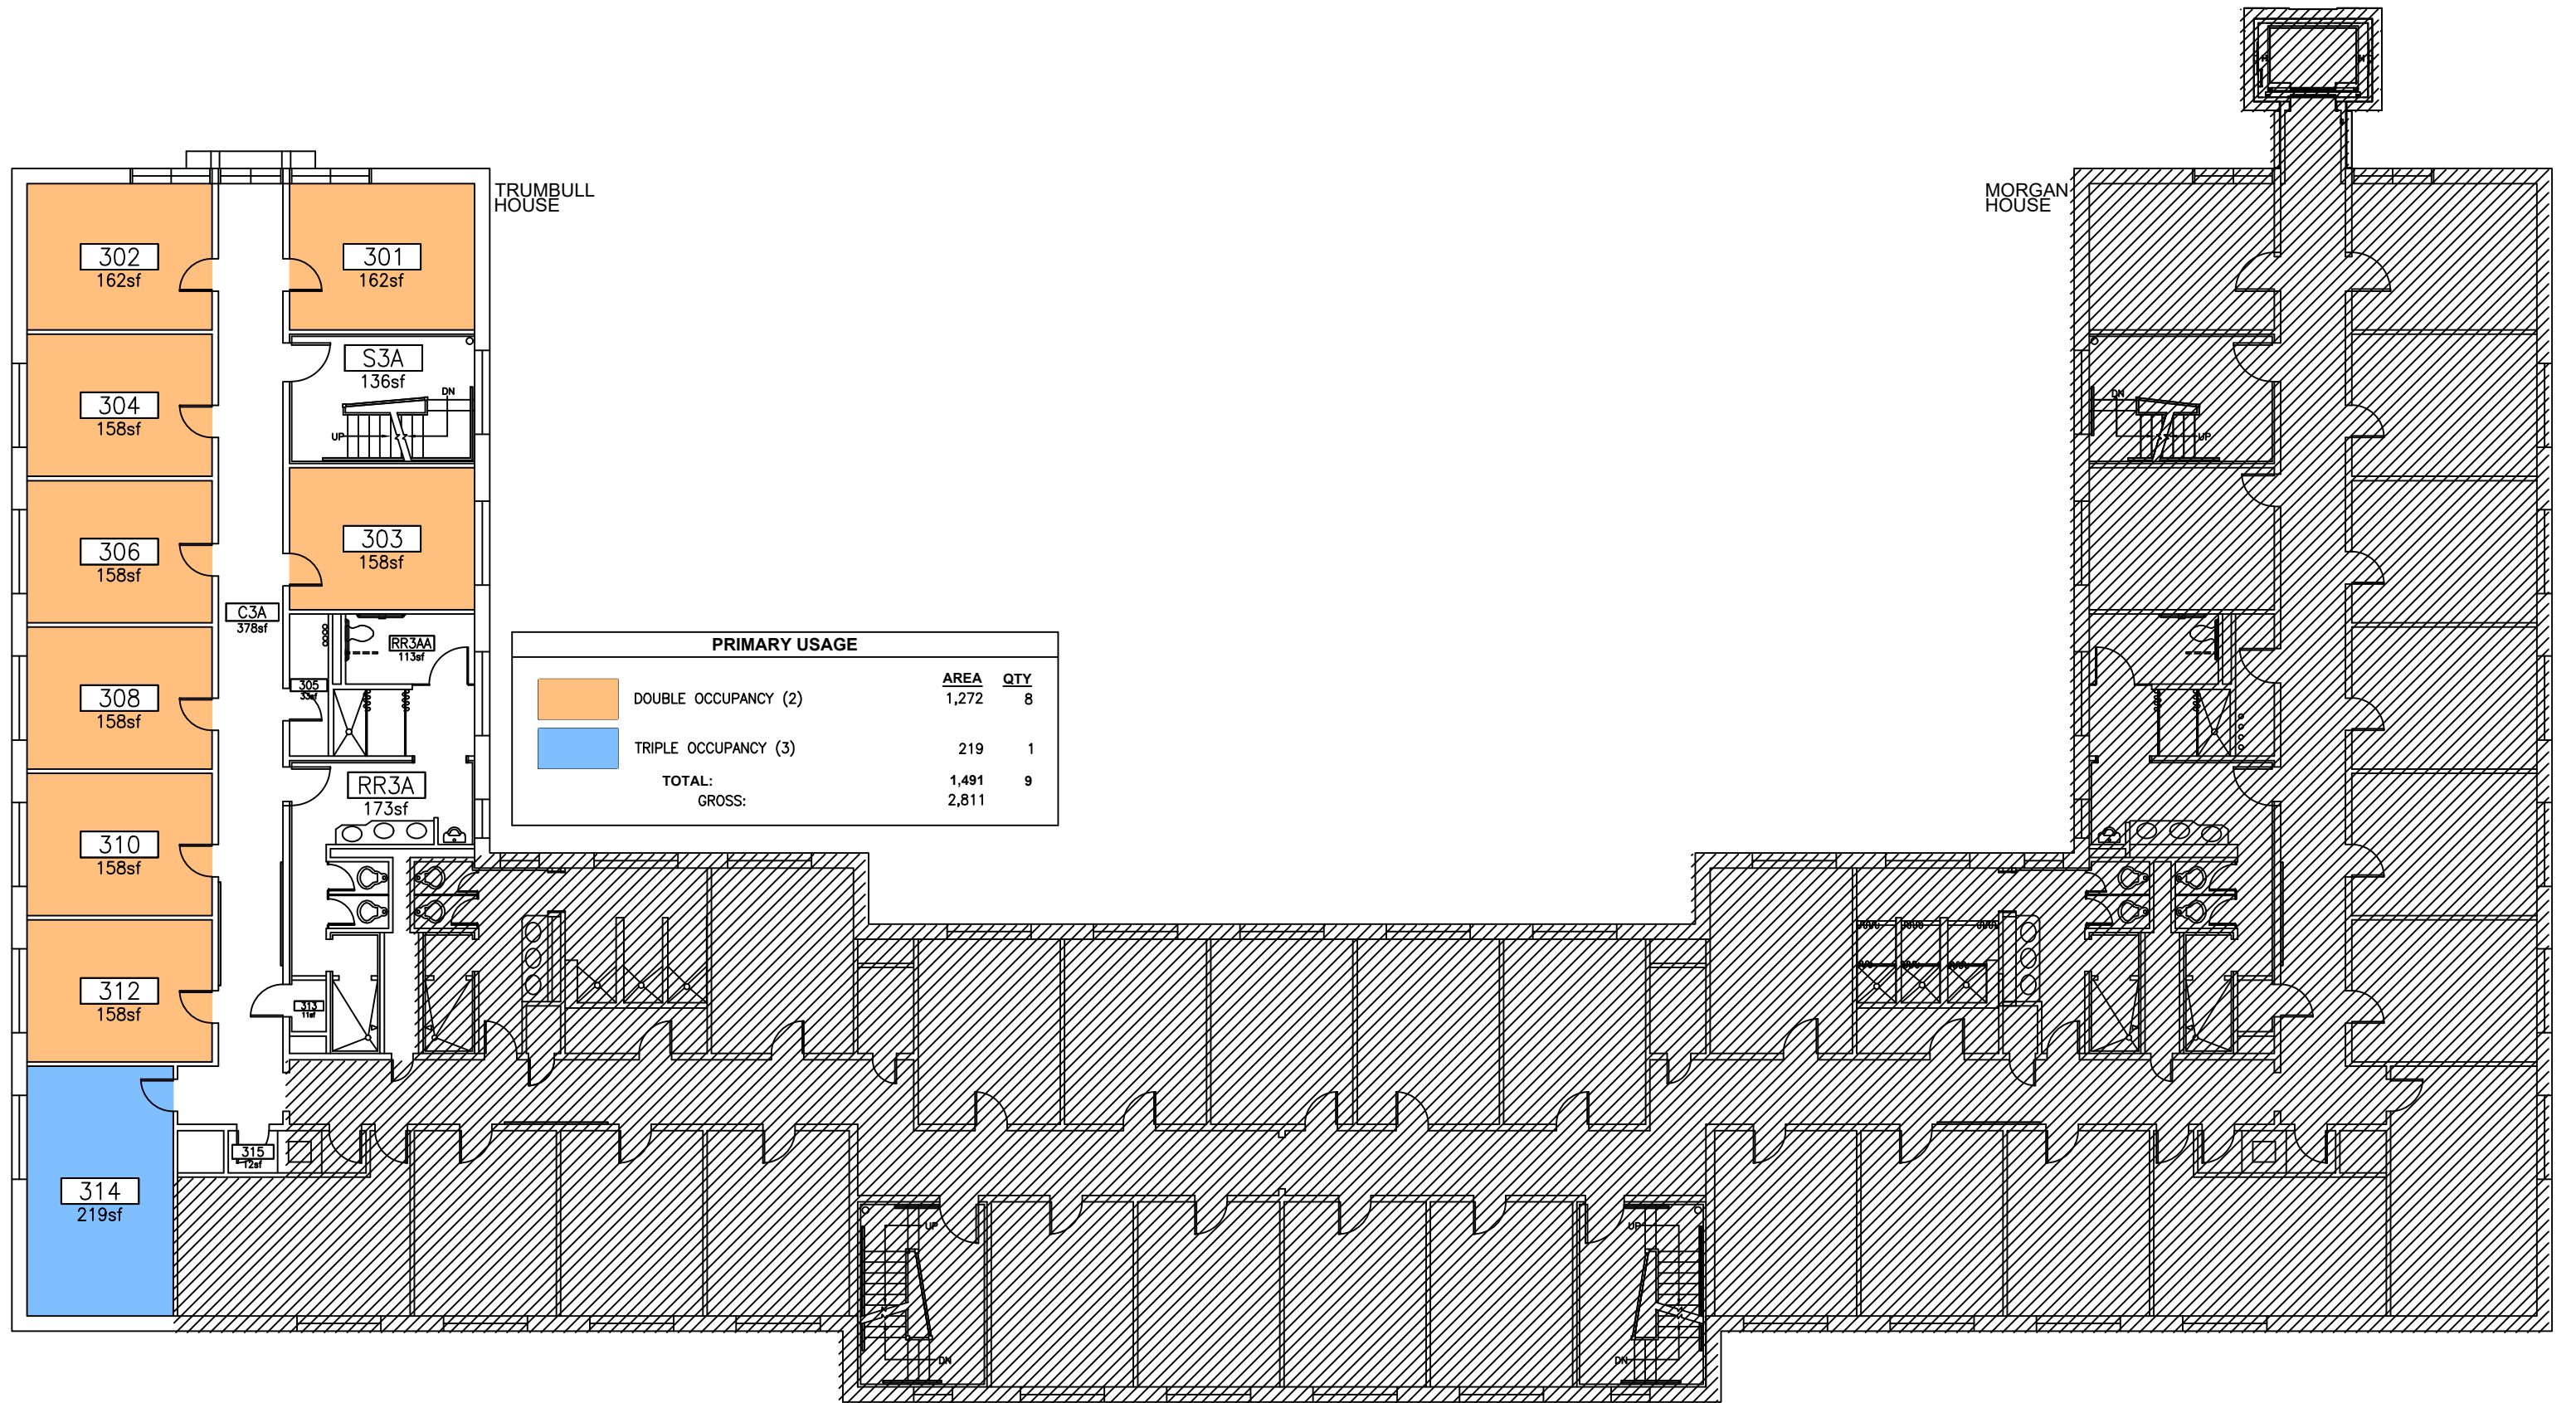 TRUMBULL
HOUSE
MORGAN
HOUSE
302
162sf
301
162sf
S3A
136sf
DN
UP
304
158sf
303
158sf
306
158sf
C3A
378sf
RR3AA
113sf
305
33sf
308
158sf
RR3A
173sf
310
158sf
312
158sf
313
11sf
315
12sf
314
219sf
PRIMARY USAGE
AREA QTY
DOUBLE OCCUPANCY (2) 1,272 8
TRIPLE OCCUPANCY (3) 219 1
TOTAL: 1,491 9
GROSS: 2,811
DN
UP
UP
DN
UP
DN